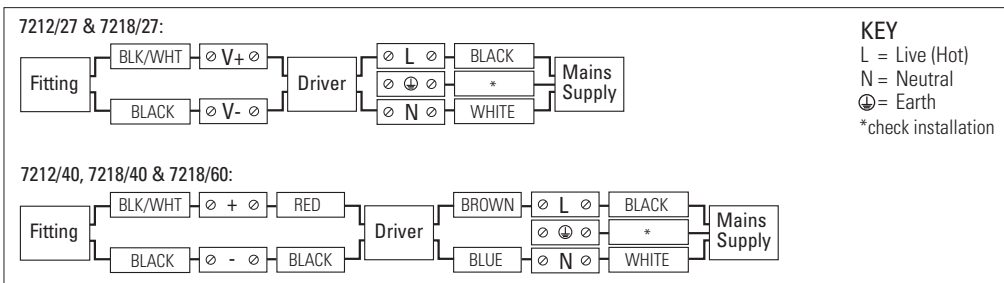 7212/27 & 7218/27:
Fitting
BLK/WHT V+
BLACK V-
Driver
L BLACK
*
N WHITE
Mains
Supply
7212/40, 7218/40 & 7218/60:
Fitting
BLK/WHT + RED
BLACK - BLACK
Driver
BROWN L BLACK
*
BLUE N WHITE
Mains
Supply
KEY
L = Live (Hot)
N = Neutral
⏚ = Earth
*check installation